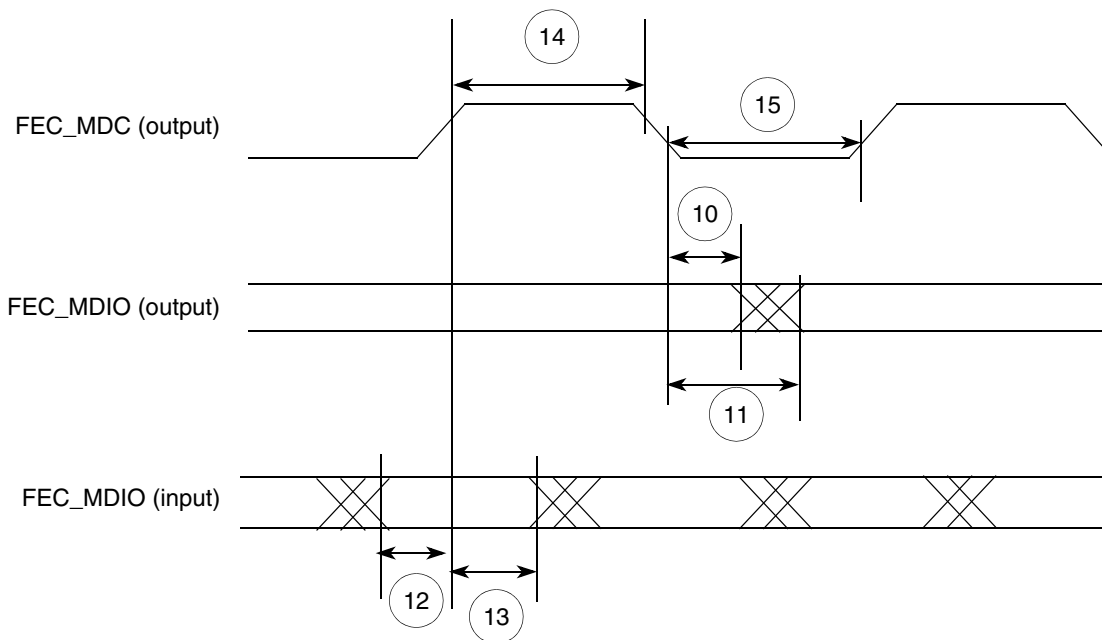 14
FEC_MDC (output)
15
10
FEC_MDIO (output)
11
FEC_MDIO (input)
12
13